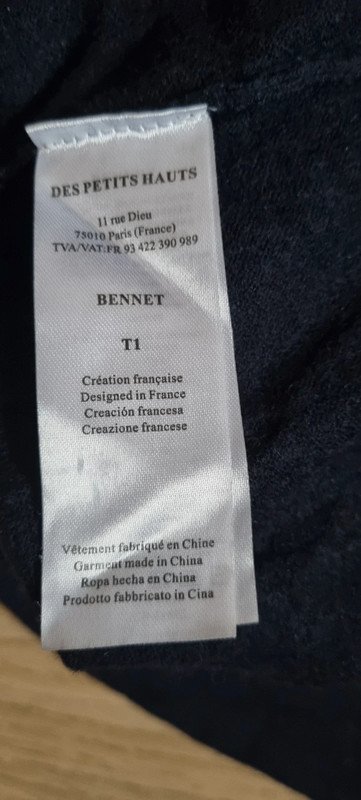 DES PETITS HAUTS
11 rue Dieu
75010 Paris (France)
TVA/VAT:FR 93 422 390 989
BENNET
T1
Création française
Designed in France
Creación francesa
Creazione francese
Vêtement fabriqué en Chine
Garment made in China
Ropa hecha en China
Prodotto fabbricato in Cina